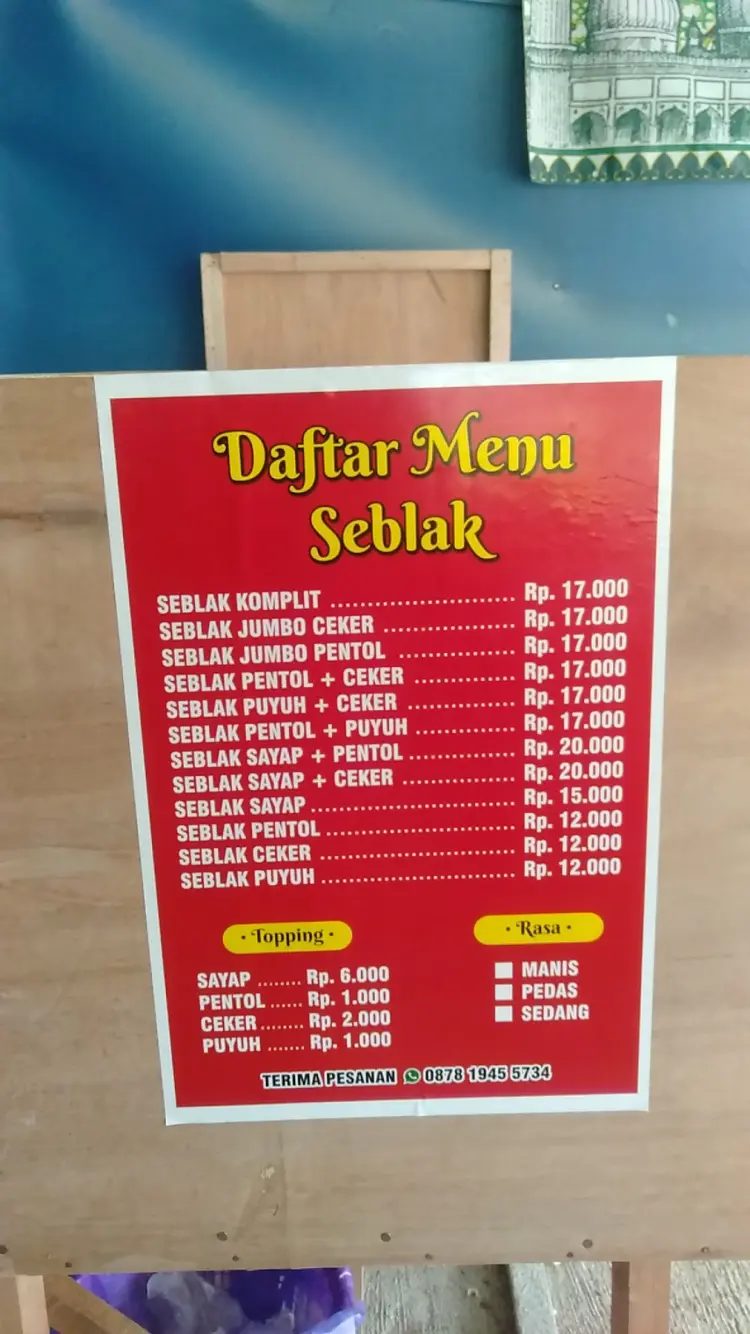 Daftar Menu
Seblak
SEBLAK KOMPLIT ........................ Rp. 17.000
SEBLAK JUMBO CEKER .................. Rp. 17.000
SEBLAK JUMBO PENTOL ................ Rp. 17.000
SEBLAK PENTOL + CEKER .............. Rp. 17.000
SEBLAK PUYUH + CEKER ............... Rp. 17.000
SEBLAK PENTOL + PUYUH .............. Rp. 17.000
SEBLAK SAYAP + PENTOL ............... Rp. 20.000
SEBLAK SAYAP + CEKER ................ Rp. 20.000
SEBLAK SAYAP ............................. Rp. 15.000
SEBLAK PENTOL ........................... Rp. 12.000
SEBLAK CEKER ............................ Rp. 12.000
SEBLAK PUYUH ............................ Rp. 12.000
• Topping •
SAYAP ........ Rp. 6.000
PENTOL ...... Rp. 1.000
CEKER ........ Rp. 2.000
PUYUH ....... Rp. 1.000
• Rasa •
MANIS
PEDAS
SEDANG
TERIMA PESANAN 0878 1945 5734